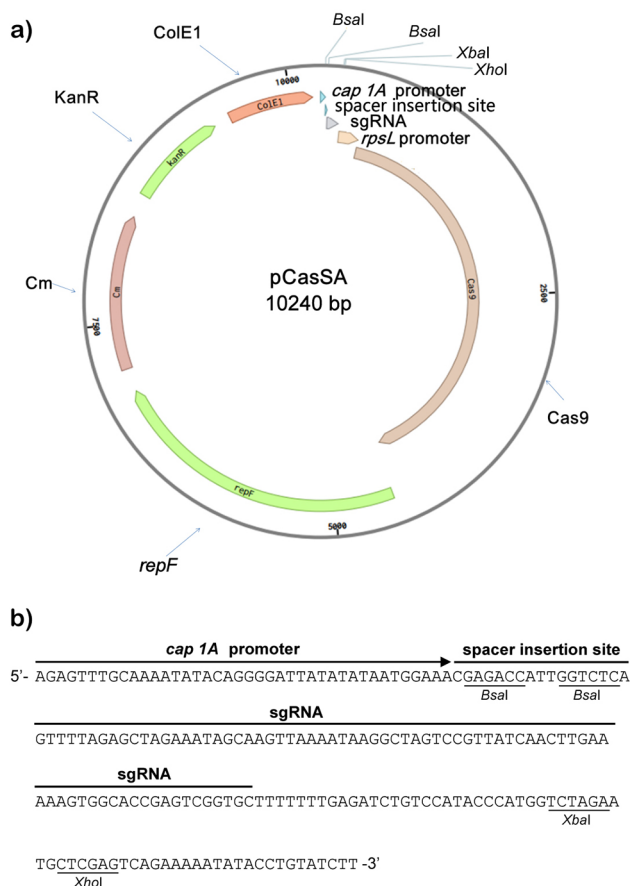 a)
BsaI
BsaI
XbaI
XhoI
ColE1
10000
cap 1A promoter
spacer insertion site
sgRNA
rpsL promoter
ColE1
KanR
kanR
pCasSA
10240 bp
Cm
Cm
7500
Cas9
2500
Cas9
repF
5000
repF
b)
cap 1A promoter spacer insertion site
5'- AGAGTTTGCAAAATATACAGGGGATTATATATAATGGAAACGAGACCATTGGTCTCA
BsaI BsaI
sgRNA
GTTTTAGAGCTAGAAATAGCAAGTTAAAATAAGGCTAGTCCGTTATCAACTTGAA
sgRNA
AAAGTGGCACCGAGTCGGTGCTTTTTTTGAGATCTGTCCATACCCATGGTCTAGAA
XbaI
TGCTCGAGTCAGAAAAATATACCTGTATCTT -3'
XhoI